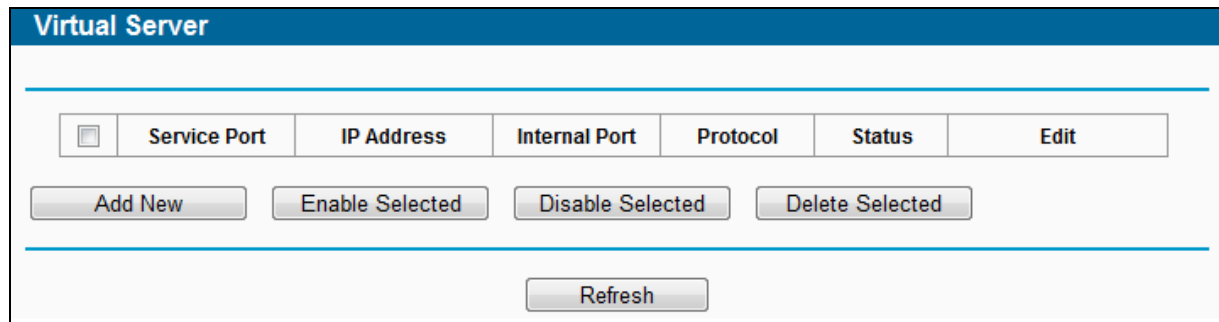 Virtual Server
Service Port IP Address Internal Port Protocol Status Edit
Add New Enable Selected Disable Selected Delete Selected
Refresh